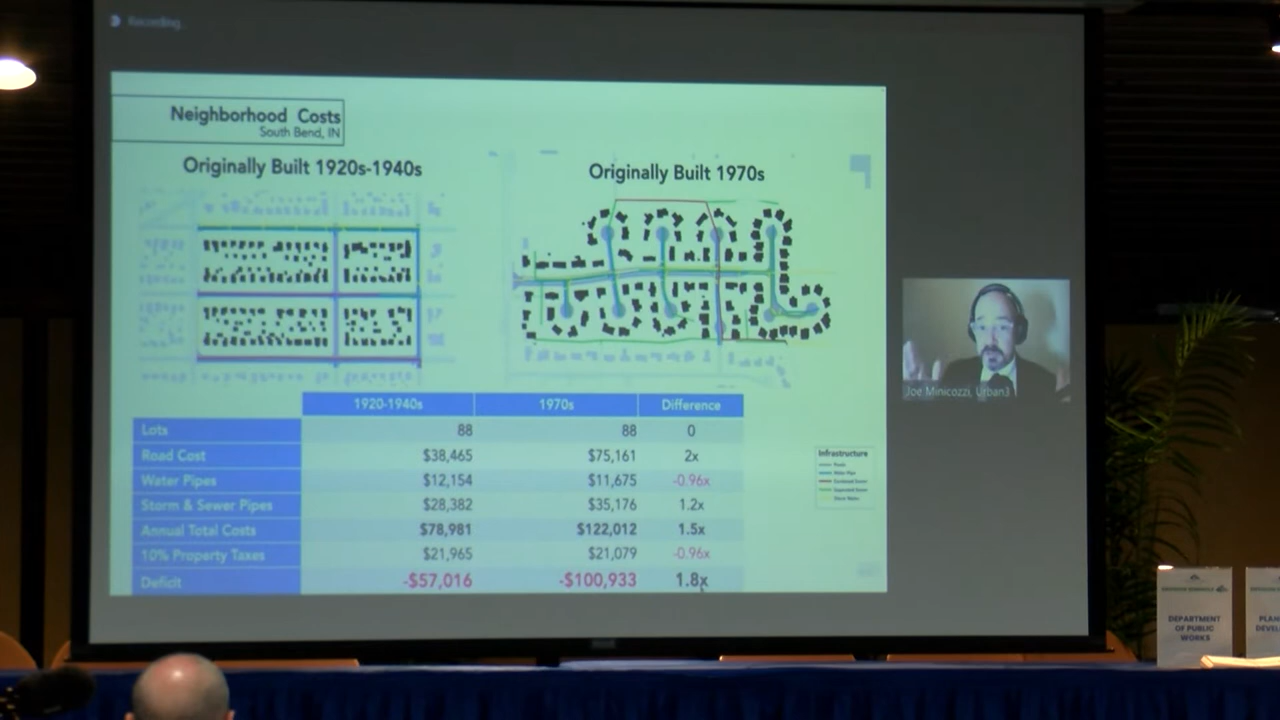 Recording...
Neighborhood Costs
South Bend, IN
Originally Built 1920s-1940s
Originally Built 1970s
1920-1940s 1970s Difference
Lots 88 88 0
Road Cost $38,465 $75,161 2x
Water Pipes $12,154 $11,675 -0.96x
Storm & Sewer Pipes $28,382 $35,176 1.2x
Annual Total Costs $78,981 $122,012 1.5x
10% Property Taxes $21,965 $21,079 -0.96x
Deficit -$57,016 -$100,933 1.8x
Infrastructure
Joe Minicozzi, Urban3
DEPARTMENT
OF PUBLIC
WORKS